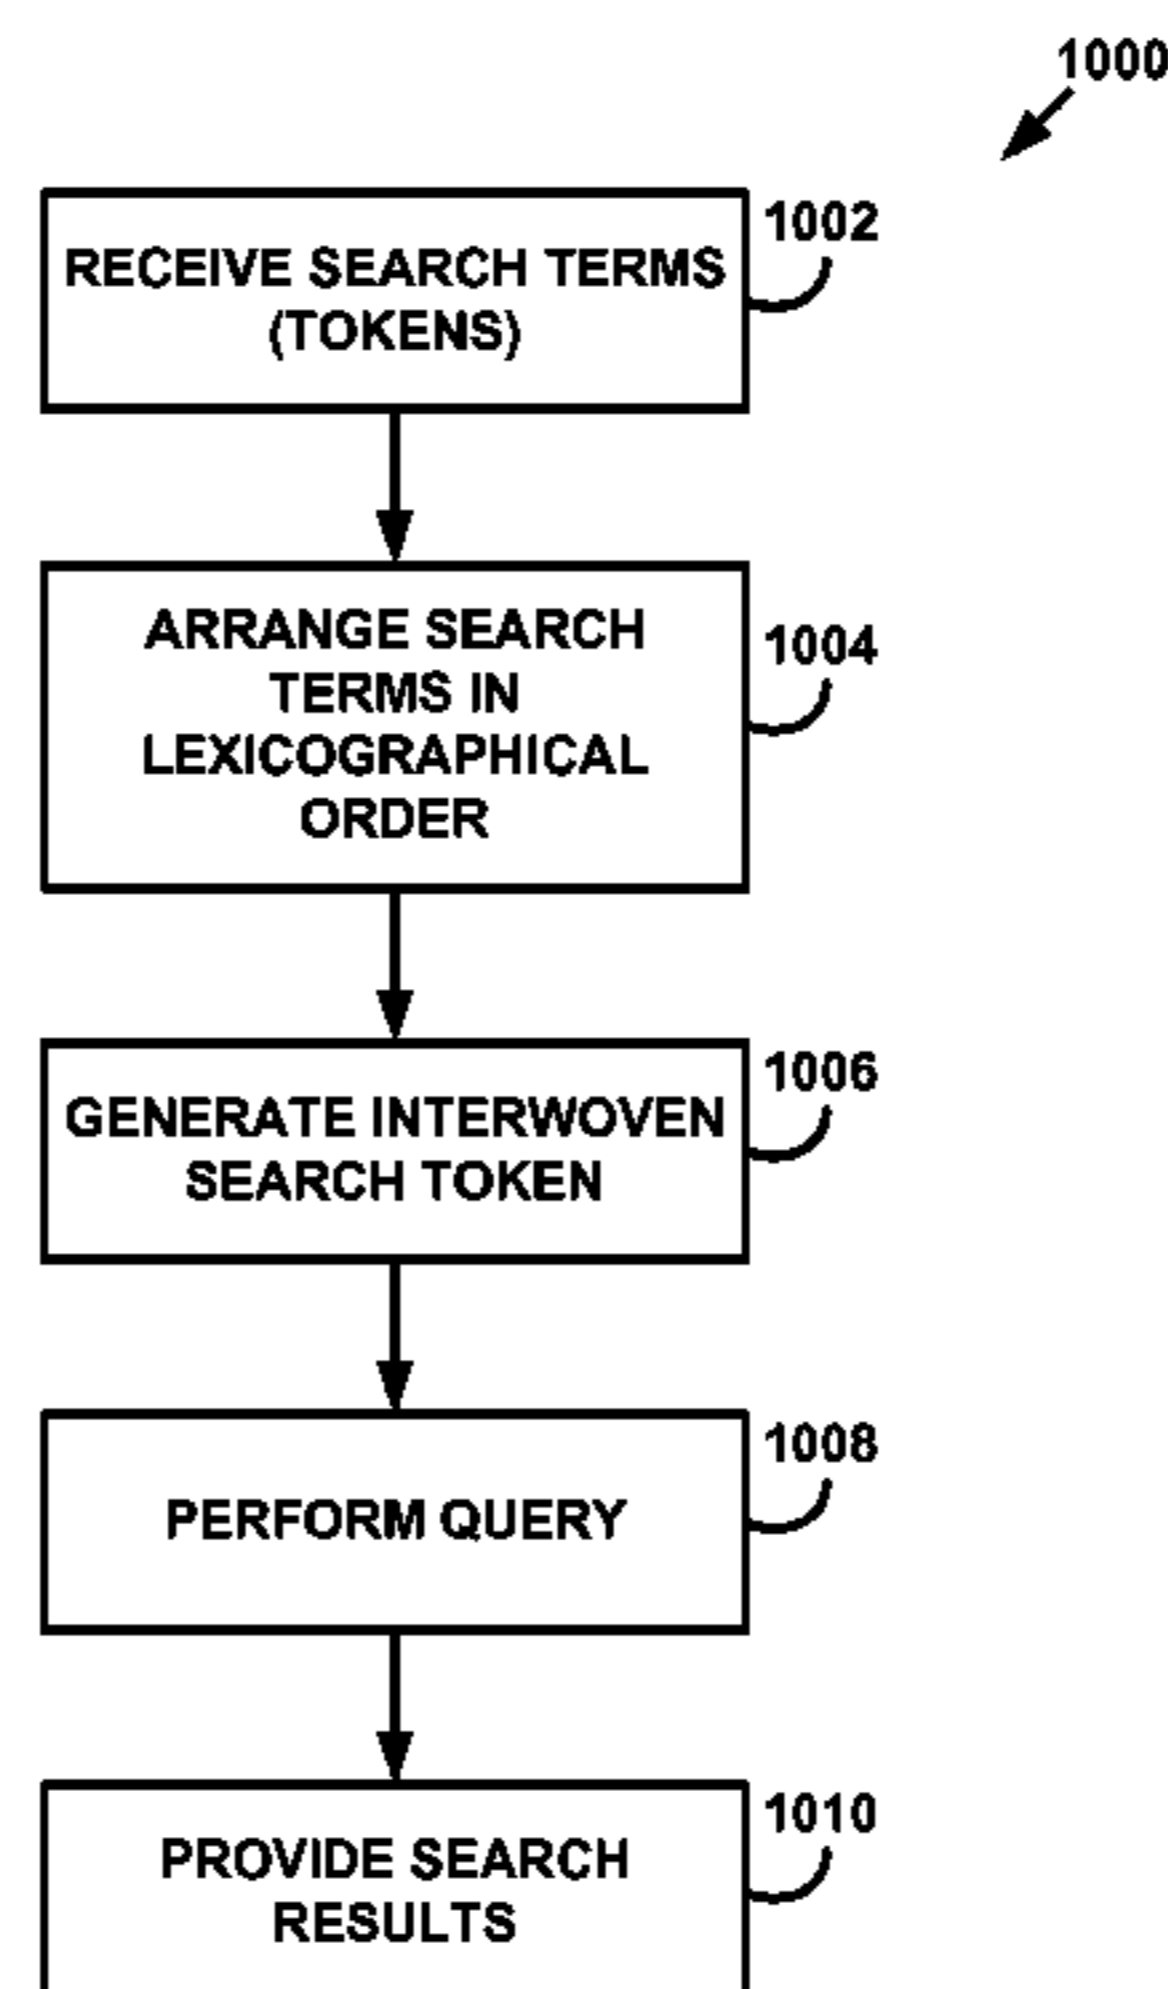 1000
1002
RECEIVE SEARCH TERMS
(TOKENS)
1004
ARRANGE SEARCH
TERMS IN
LEXICOGRAPHICAL
ORDER
1006
GENERATE INTERWOVEN
SEARCH TOKEN
1008
PERFORM QUERY
1010
PROVIDE SEARCH
RESULTS